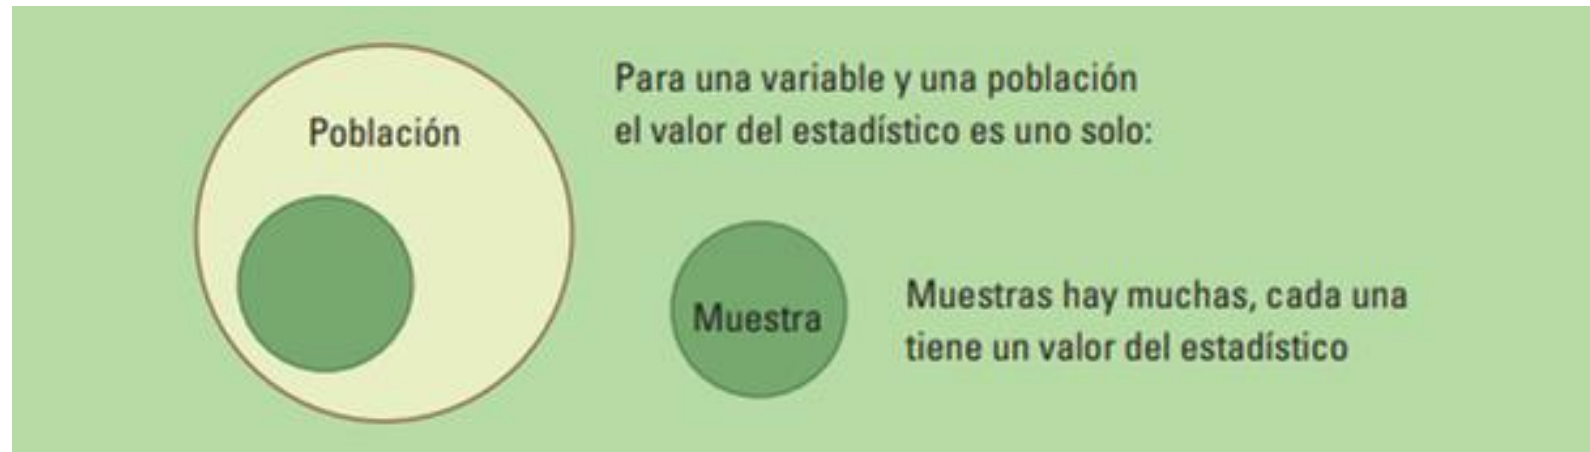 Población
Para una variable y una población
el valor del estadístico es uno solo:
Muestra
Muestras hay muchas, cada una
tiene un valor del estadístico